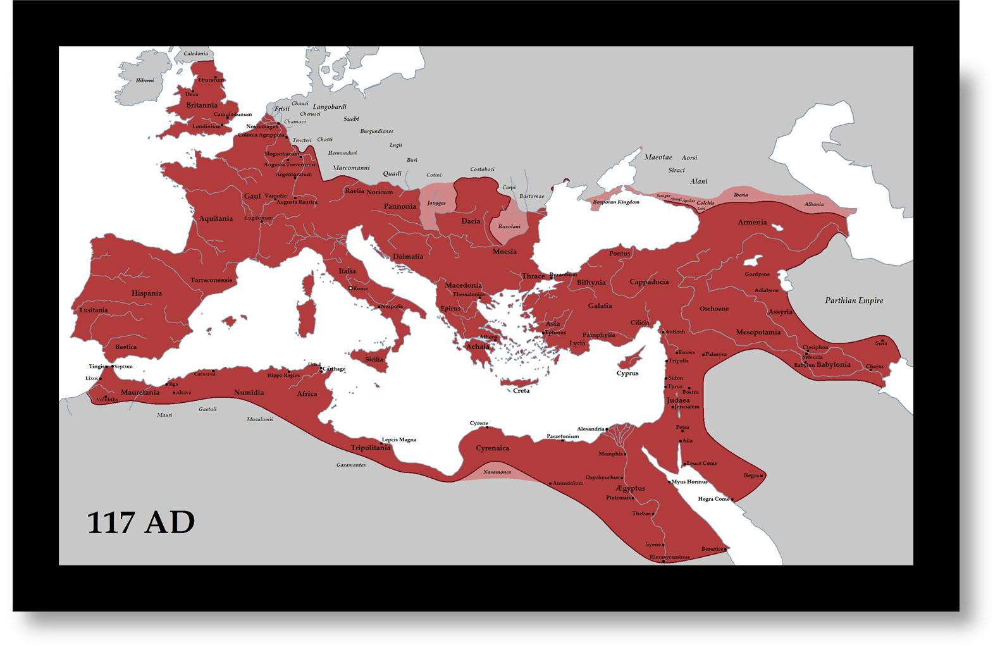 Caledonia
Hiberni
Eburacum
Deva
Britannia
Camulodunum
Londinium
Chauci
Frisii
Langobardi
Cherusci
Chamavi
Suebi
Noviomagus
Colonia Agrippina
Burgundiones
Tencteri
Chatti
Lugii
Mogontiacum
Hermunduri
Buri
Augusta Treverorum
Marcomanni
Quadi
Cotini
Costoboci
Argentoratum
Maeotae
Aorsi
Siraci
Alani
Gaul
Vesontio
Augusta Raurica
Raetia
Noricum
Pannonia
Jazyges
Carpi
Bastarnae
Bosporan Kingdom
Sanigae
Abasgi
Apsilae
Lazi
Colchis
Iberia
Albania
Aquitania
Lugdunum
Dacia
Roxolani
Armenia
Dalmatia
Moesia
Pontus
Tarraconensis
Italia
Rome
Thrace
Byzantium
Bithynia
Cappadocia
Gordyene
Hispania
Macedonia
Thessalonica
Adiabene
Parthian Empire
Lusitania
Neapolis
Epirus
Galatia
Osrhoene
Assyria
Asia
Ephesus
Cilicia
Antioch
Mesopotamia
Baetica
Athens
Achaia
Pamphylia
Lycia
Susa
Sicilia
Emesa
Palmyra
Tripolis
Ctesiphon
Seleucia
Babylon
Babylonia
Charax
Tingis
Septum
Utica
Carthage
Caesarea
Hippo Regius
Cyprus
Lixus
Siga
Sidon
Mauretania
Altava
Numidia
Africa
Creta
Tyrus
Bostra
Volubilis
Judaea
Jerusalem
Mauri
Gaetuli
Musulamii
Cyrene
Alexandria
Petra
Paraetonium
Aila
Lepcis Magna
Tripolitania
Cyrenaica
Memphis
Garamantes
Nasamones
Leuce Come
Hegra
Oxyrhynchus
Ammonium
Myus Hormus
Ægyptus
Ptolemais
Hegra Come
Thebae
117 AD
Syene
Berenice
Hierasycaminus